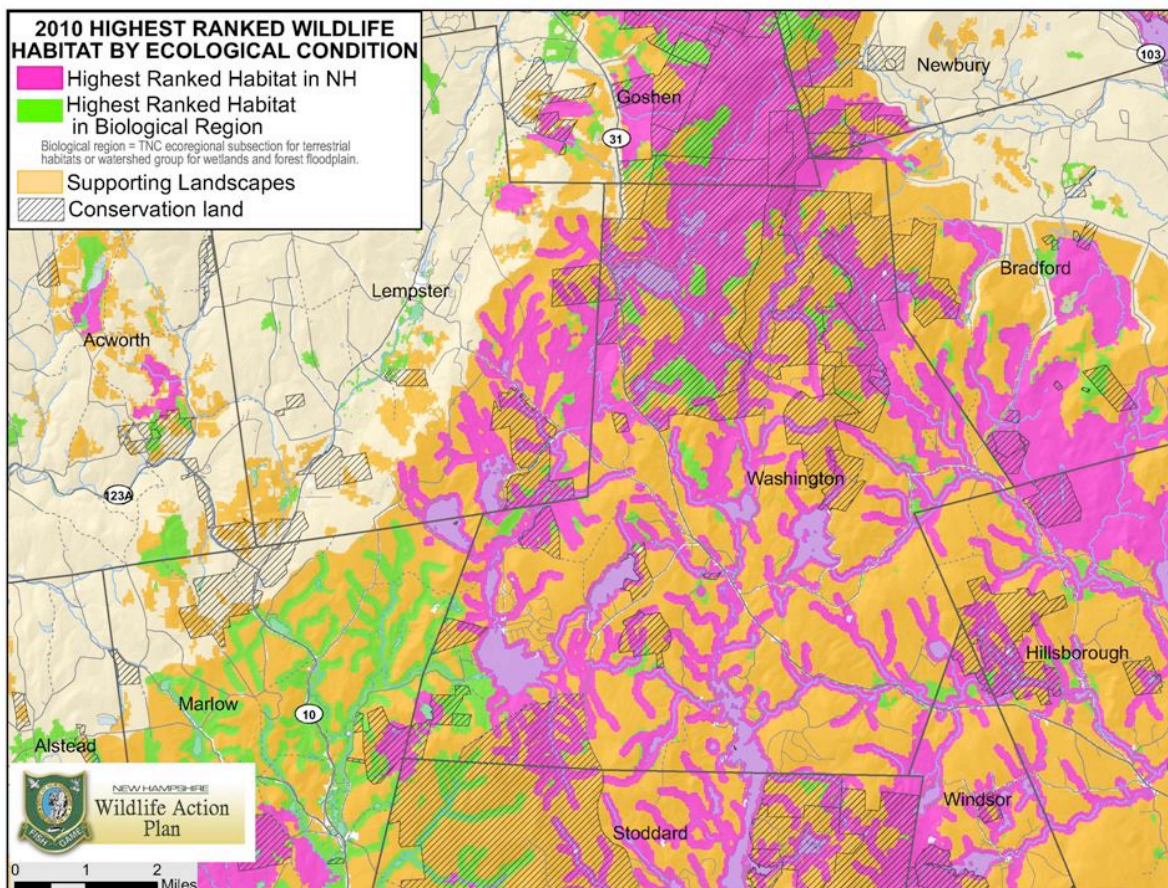 2010 HIGHEST RANKED WILDLIFE
HABITAT BY ECOLOGICAL CONDITION
Highest Ranked Habitat in NH
Highest Ranked Habitat
in Biological Region
Biological region = TNC ecoregional subsection for terrestrial
habitats or watershed group for wetlands and forest floodplain.
Supporting Landscapes
Conservation land
103
Newbury
Goshen
31
Bradford
Lempster
Acworth
Washington
123A
Hillsborough
Marlow
10
Alstead
Windsor
Stoddard
NEW HAMPSHIRE
Wildlife Action
Plan
FISH
GAME
0 1 2
Miles